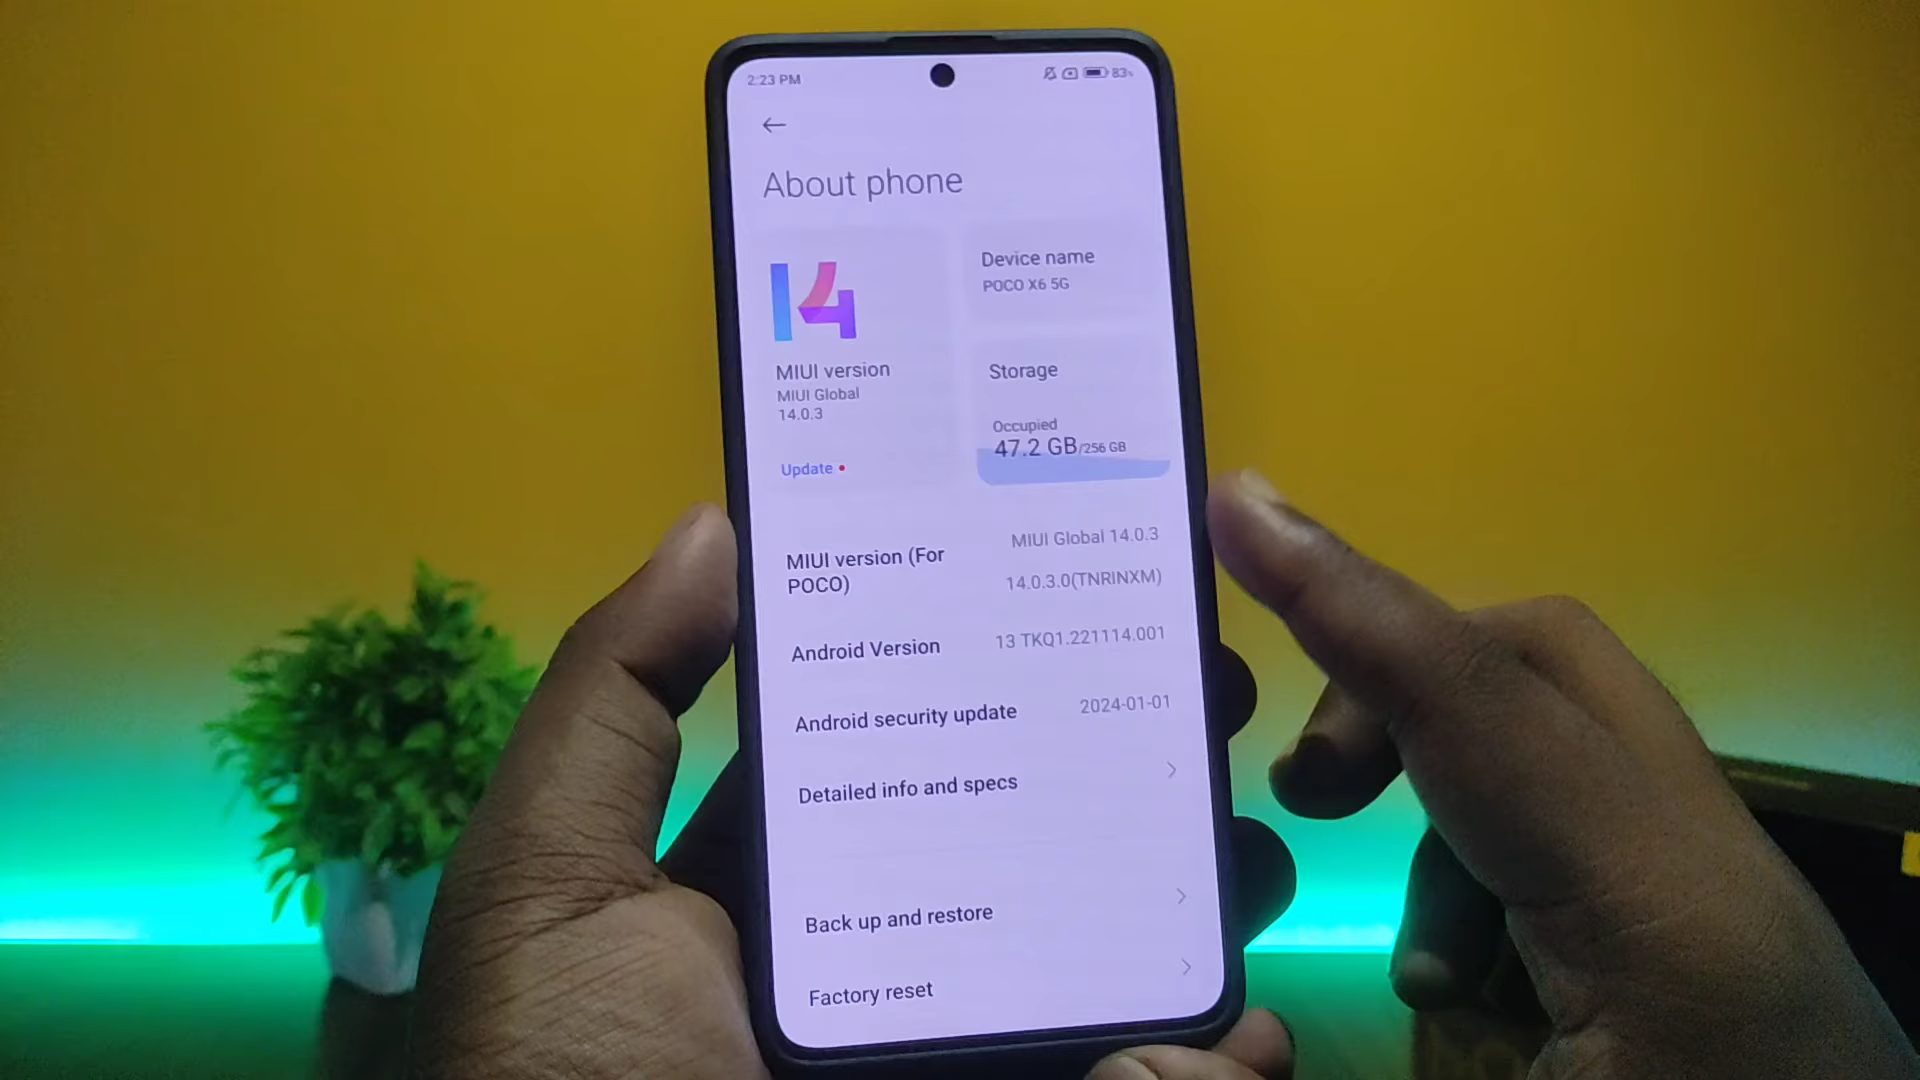 2:23 PM
83%
About phone
14
MIUI version
MIUI Global
14.0.3
Update
Device name
POCO X6 5G
Storage
Occupied
47.2 GB/256 GB
MIUI version (For
POCO)
MIUI Global 14.0.3
14.0.3.0(TNRINXM)
Android Version
13 TKQ1.221114.001
Android security update
2024-01-01
Detailed info and specs
Back up and restore
Factory reset